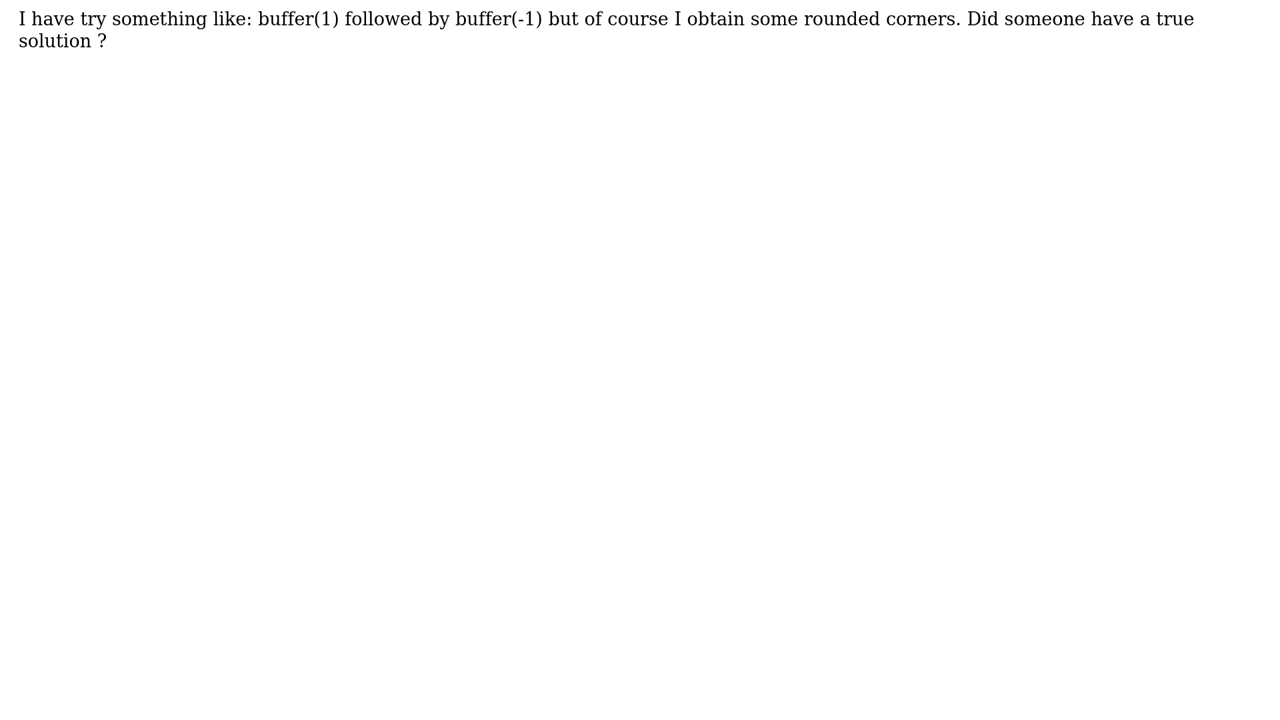 I have try something like: buffer(1) followed by buffer(-1) but of course I obtain some rounded corners. Did someone have a true
solution ?